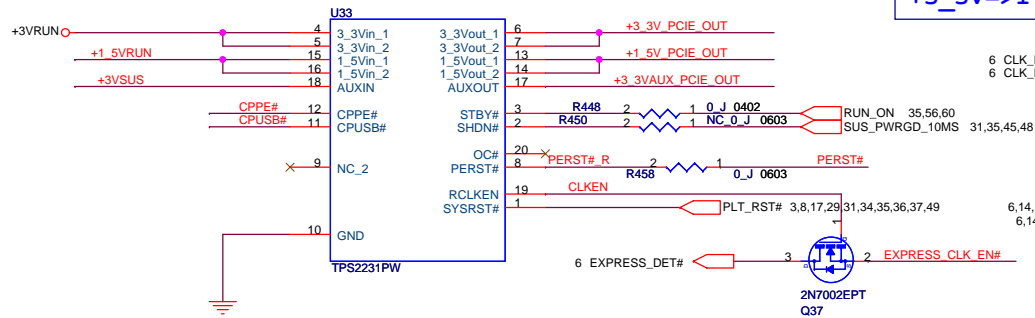 U33
+3VRUN
4 3_3Vin_1 3_3Vout_1 6 +3_3V_PCIE_OUT
5 3_3Vin_2 3_3Vout_2 7
+1_5VRUN 15 1_5Vin_1 1_5Vout_1 13 +1_5V_PCIE_OUT
16 1_5Vin_2 1_5Vout_2 14
+3VSUS 18 AUXIN AUXOUT 17 +3_3VAUX_PCIE_OUT
6 CLK_
6 CLK_
CPPE# 12 CPPE# STBY# 3 R448 2 1 0_J 0402 RUN_ON 35,56,60
CPUSB# 11 CPUSB# SHDN# 2 R450 2 1 NC_0_J 0603 SUS_PWRGD_10MS 31,35,45,48
OC# 20
9 NC_2 PERST# 8 PERST#_R 2 1 PERST#
R458 0_J 0603
RCLKEN 19 CLKEN
SYSRST# 1 PLT_RST# 3,8,17,29,31,34,35,36,37,49 6,14,
6,14
1
10 GND
6 EXPRESS_DET# 3 2 EXPRESS_CLK_EN#
TPS2231PW
2N7002EPT
Q37